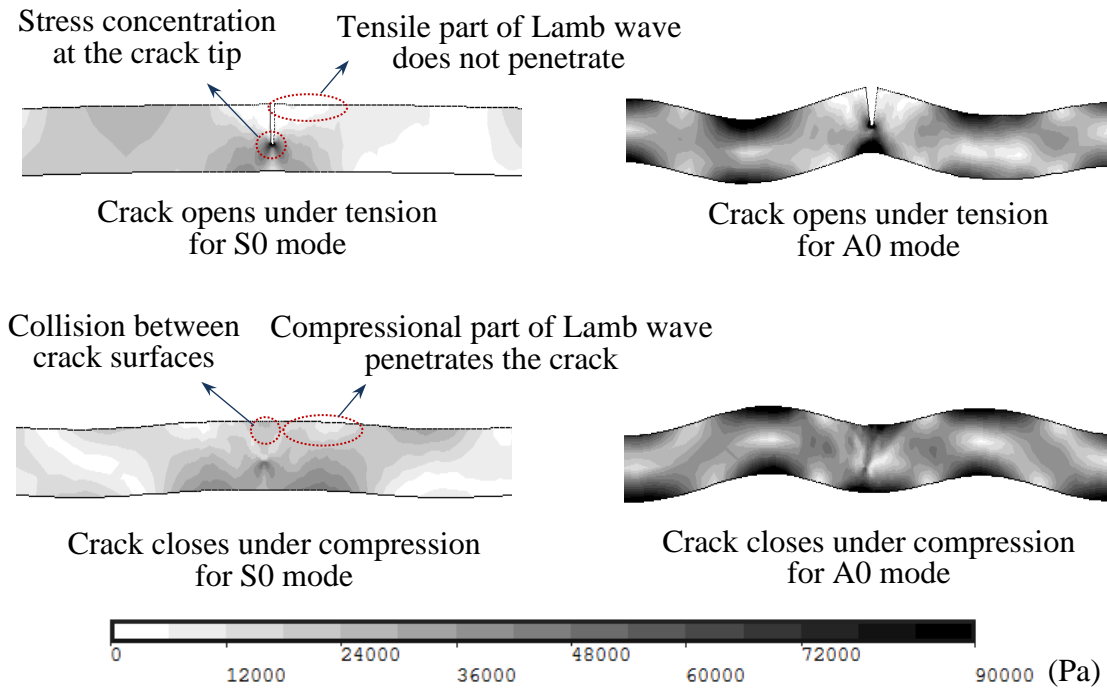 Stress concentration
at the crack tip
Tensile part of Lamb wave
does not penetrate
Crack opens under tension
for S0 mode
Crack opens under tension
for A0 mode
Collision between
crack surfaces
Compressional part of Lamb wave
penetrates the crack
Crack closes under compression
for S0 mode
Crack closes under compression
for A0 mode
0 24000 48000 72000
12000 36000 60000 90000 (Pa)